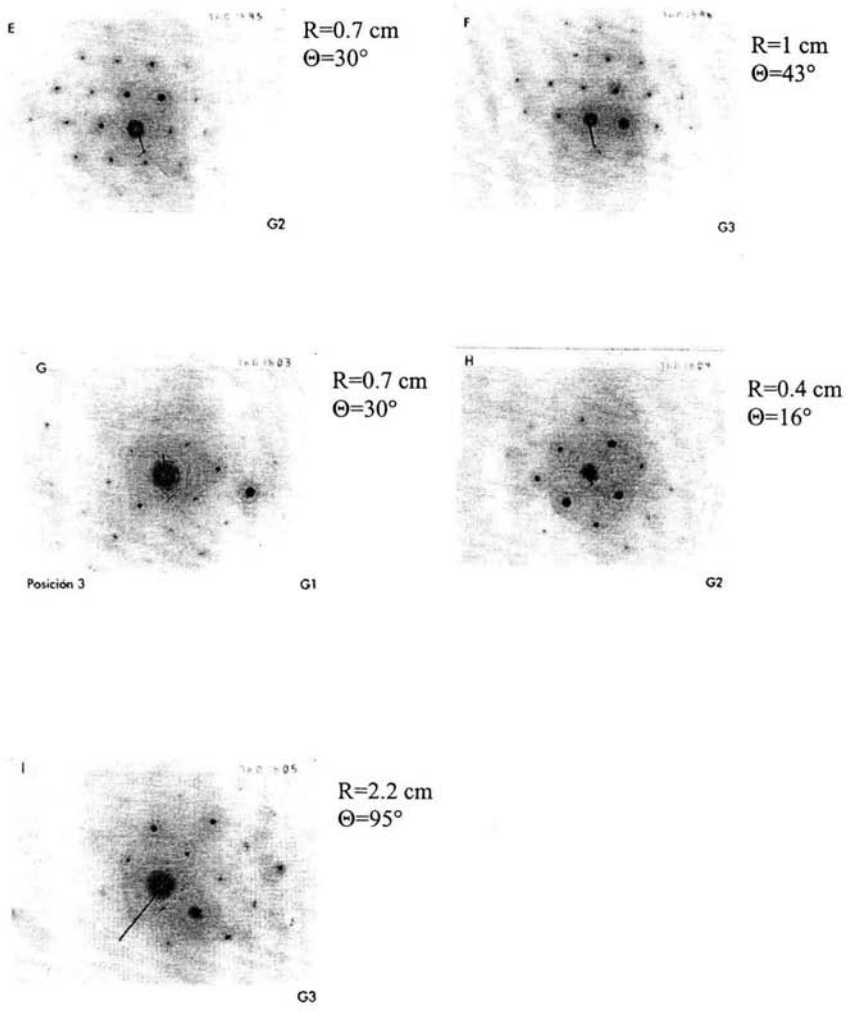 E
R=0.7 cm
Θ=30°
G2
F
R=1 cm
Θ=43°
G3
G
R=0.7 cm
Θ=30°
Posición 3
G1
H
R=0.4 cm
Θ=16°
G2
I
R=2.2 cm
Θ=95°
G3